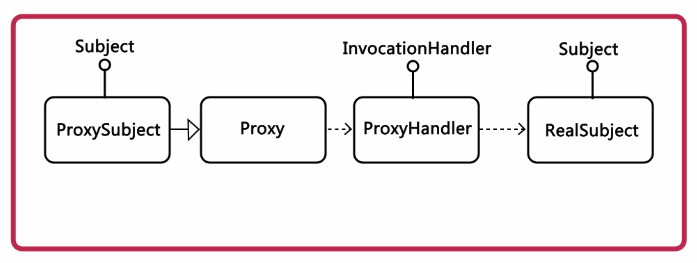 Subject
InvocationHandler
Subject
ProxySubject
Proxy
ProxyHandler
RealSubject